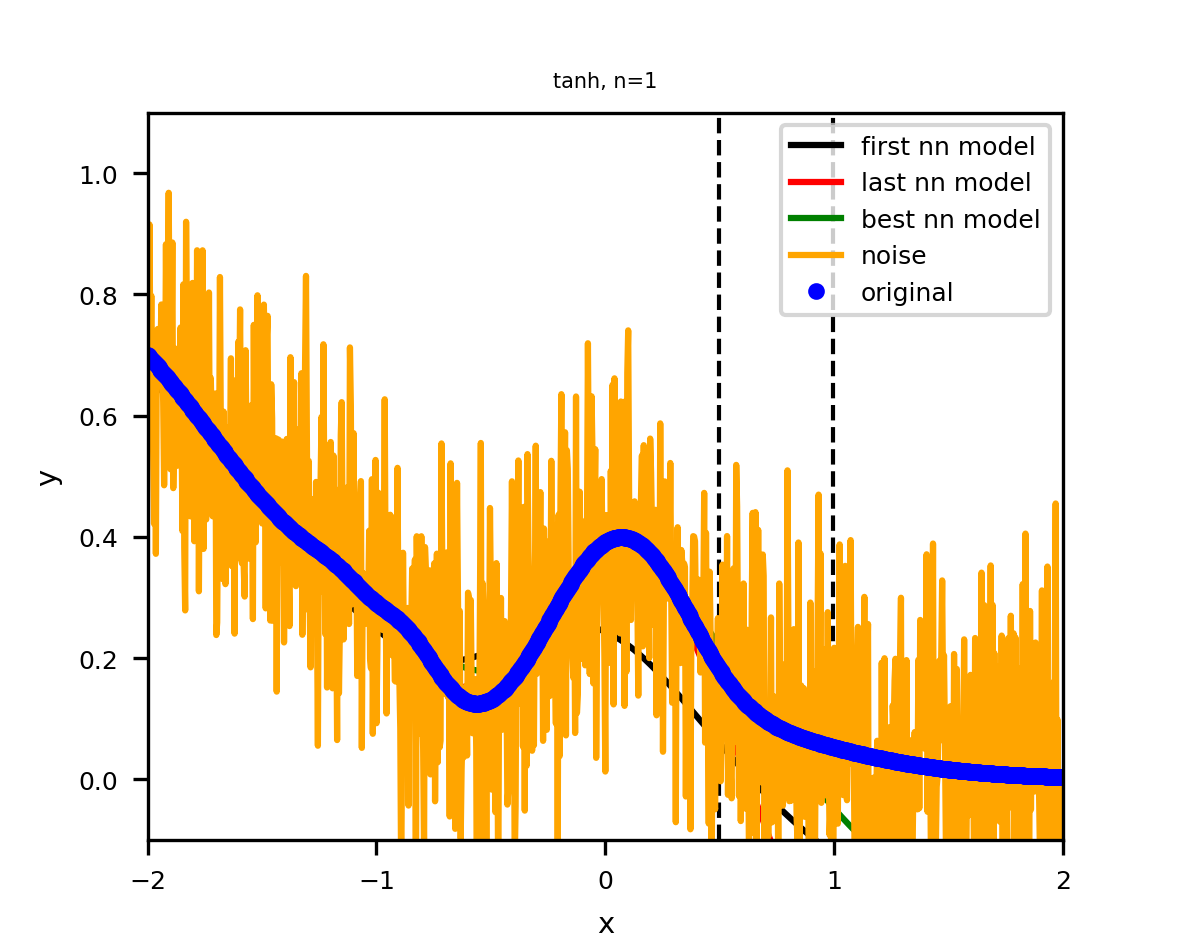 tanh, n=1
first nn model
last nn model
best nn model
noise
original
1.0
0.8
0.6
0.4
0.2
0.0
y
−2
−1
0
1
2
x